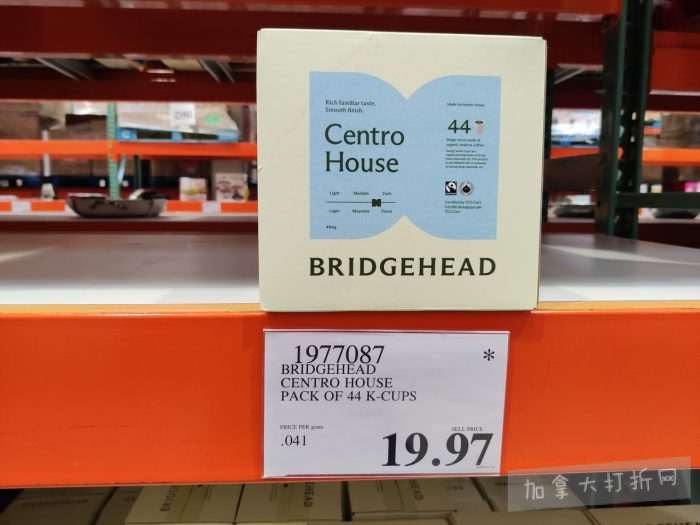 Rich familiar taste.
Smooth finish.
Centro
House
44
Light Medium Dark
BRIDGEHEAD
1977087 *
BRIDGEHEAD
CENTRO HOUSE
PACK OF 44 K-CUPS
PRICE PER gram
.041
SELL PRICE
19.97
BRIDGEHEAD
加拿大打折网